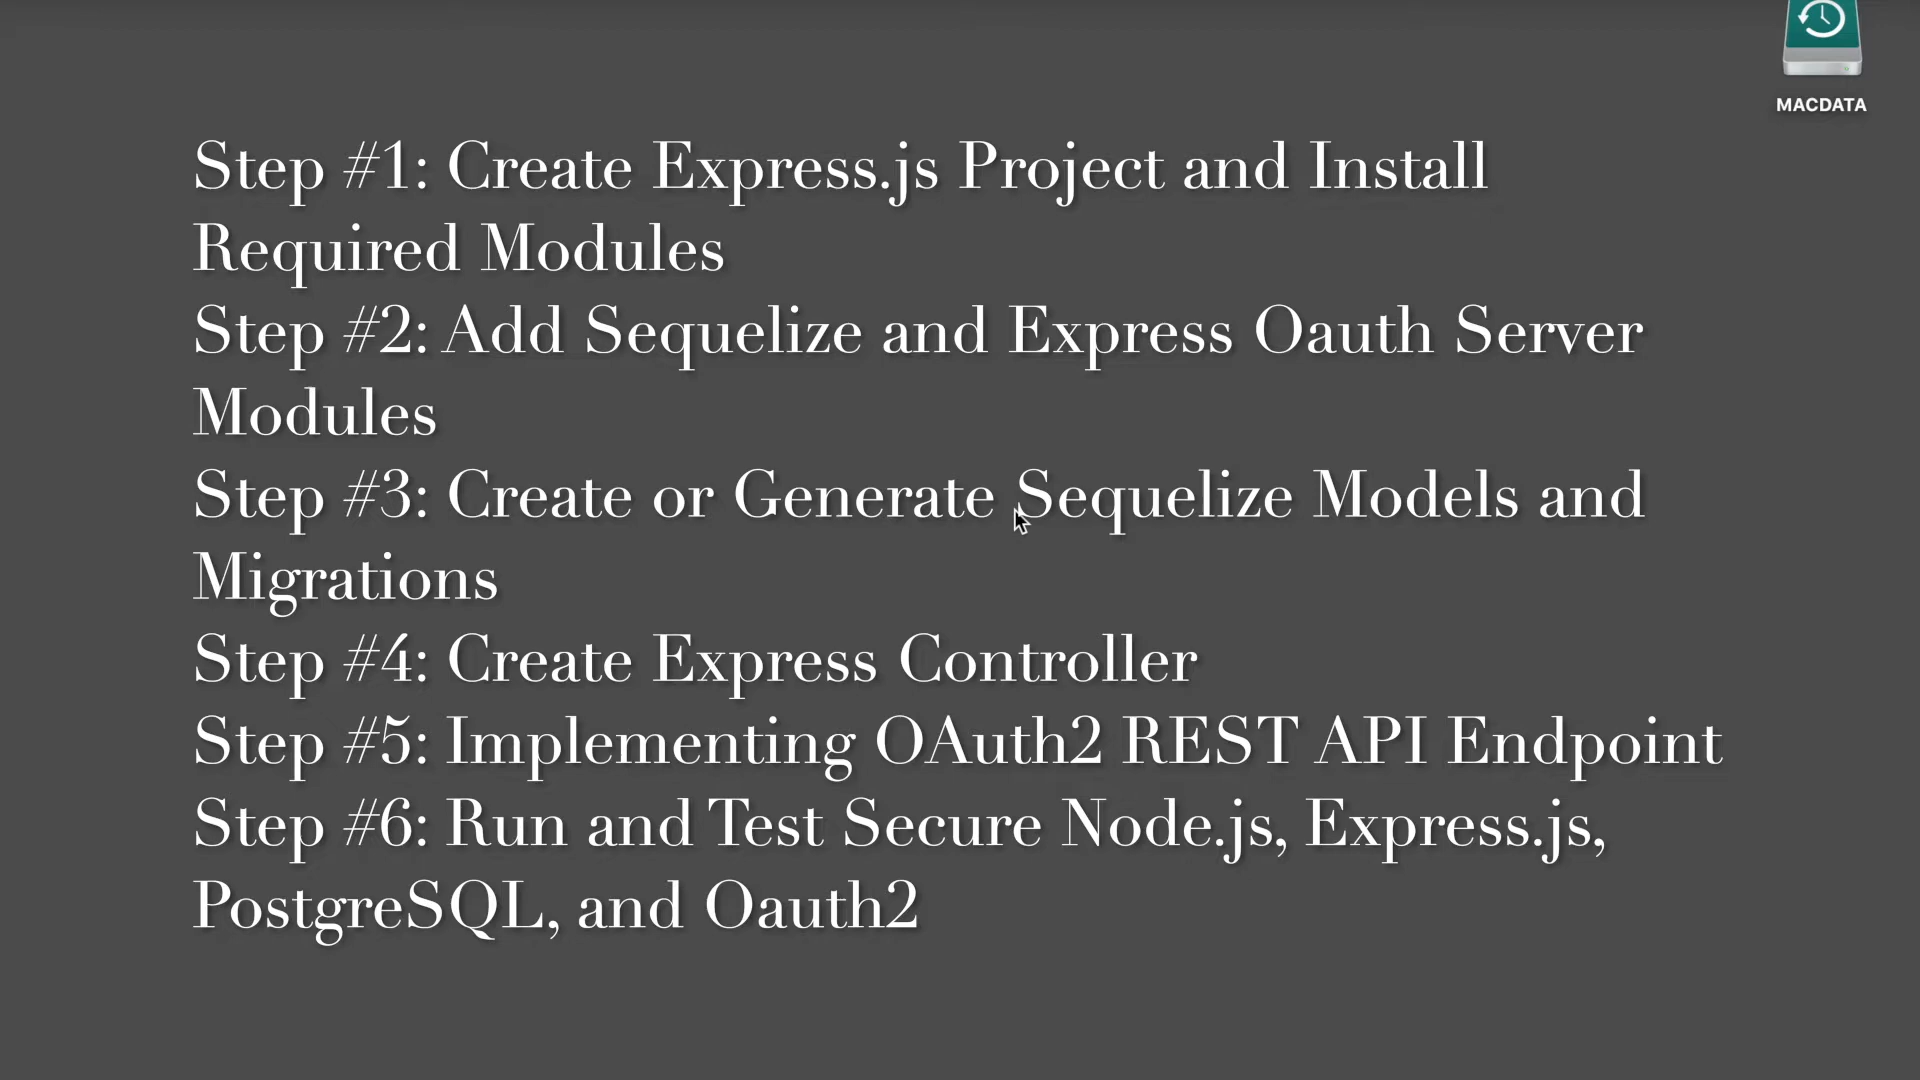 MACDATA
Step #1: Create Express.js Project and Install
Required Modules
Step #2: Add Sequelize and Express Oauth Server
Modules
Step #3: Create or Generate Sequelize Models and
Migrations
Step #4: Create Express Controller
Step #5: Implementing OAuth2 REST API Endpoint
Step #6: Run and Test Secure Node.js, Express.js,
PostgreSQL, and Oauth2